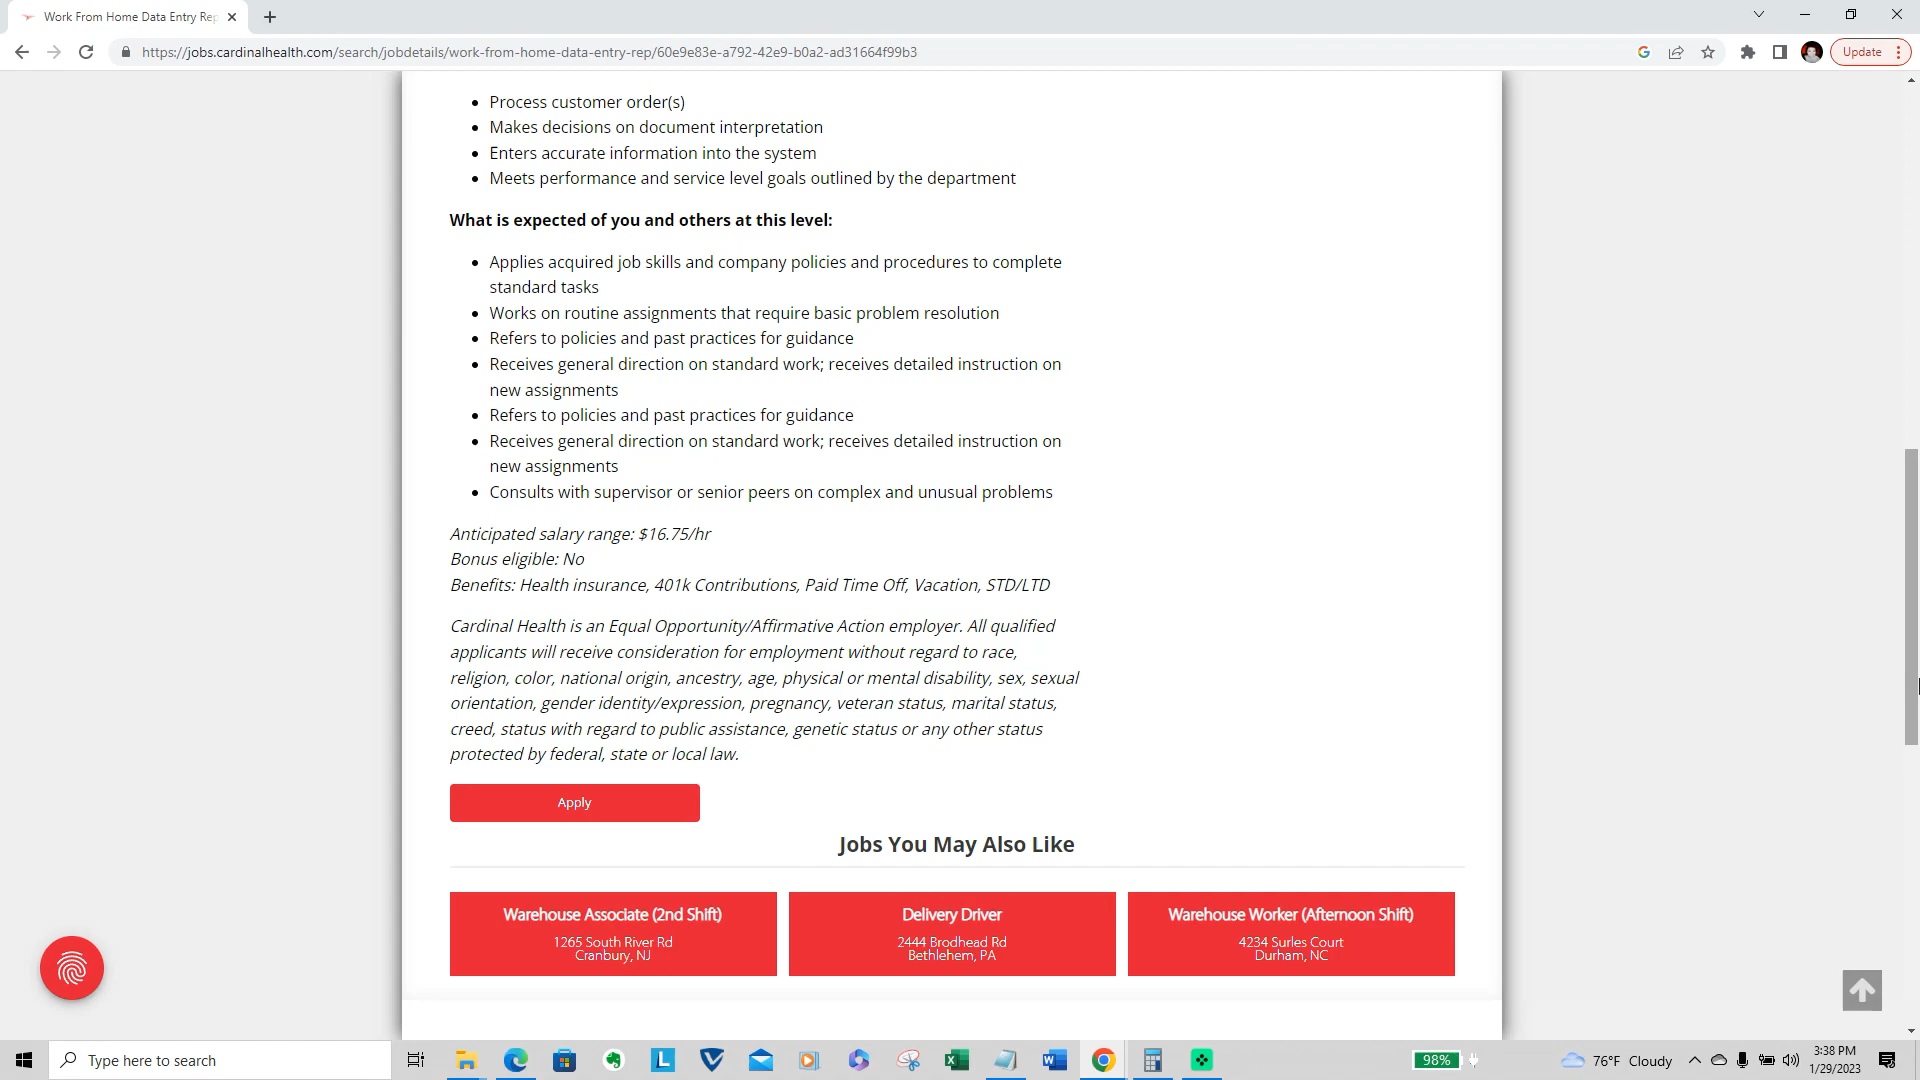 Work From Home Data Entry Rep
https://jobs.cardinalhealth.com/search/jobdetails/work-from-home-data-entry-rep/60e9e83e-a792-42e9-b0a2-ad31664f99b3
Update
Process customer order(s)
Makes decisions on document interpretation
Enters accurate information into the system
Meets performance and service level goals outlined by the department
What is expected of you and others at this level:
Applies acquired job skills and company policies and procedures to complete
standard tasks
Works on routine assignments that require basic problem resolution
Refers to policies and past practices for guidance
Receives general direction on standard work; receives detailed instruction on
new assignments
Refers to policies and past practices for guidance
Receives general direction on standard work; receives detailed instruction on
new assignments
Consults with supervisor or senior peers on complex and unusual problems
Anticipated salary range: $16.75/hr
Bonus eligible: No
Benefits: Health insurance, 401k Contributions, Paid Time Off, Vacation, STD/LTD
Cardinal Health is an Equal Opportunity/Affirmative Action employer. All qualified
applicants will receive consideration for employment without regard to race,
religion, color, national origin, ancestry, age, physical or mental disability, sex, sexual
orientation, gender identity/expression, pregnancy, veteran status, marital status,
creed, status with regard to public assistance, genetic status or any other status
protected by federal, state or local law.
Apply
Jobs You May Also Like
Warehouse Associate (2nd Shift)
1265 South River Rd
Cranbury, NJ
Delivery Driver
2444 Brodhead Rd
Bethlehem, PA
Warehouse Worker (Afternoon Shift)
4234 Surles Court
Durham, NC
Type here to search
98%
76°F Cloudy
3:38 PM
1/29/2023